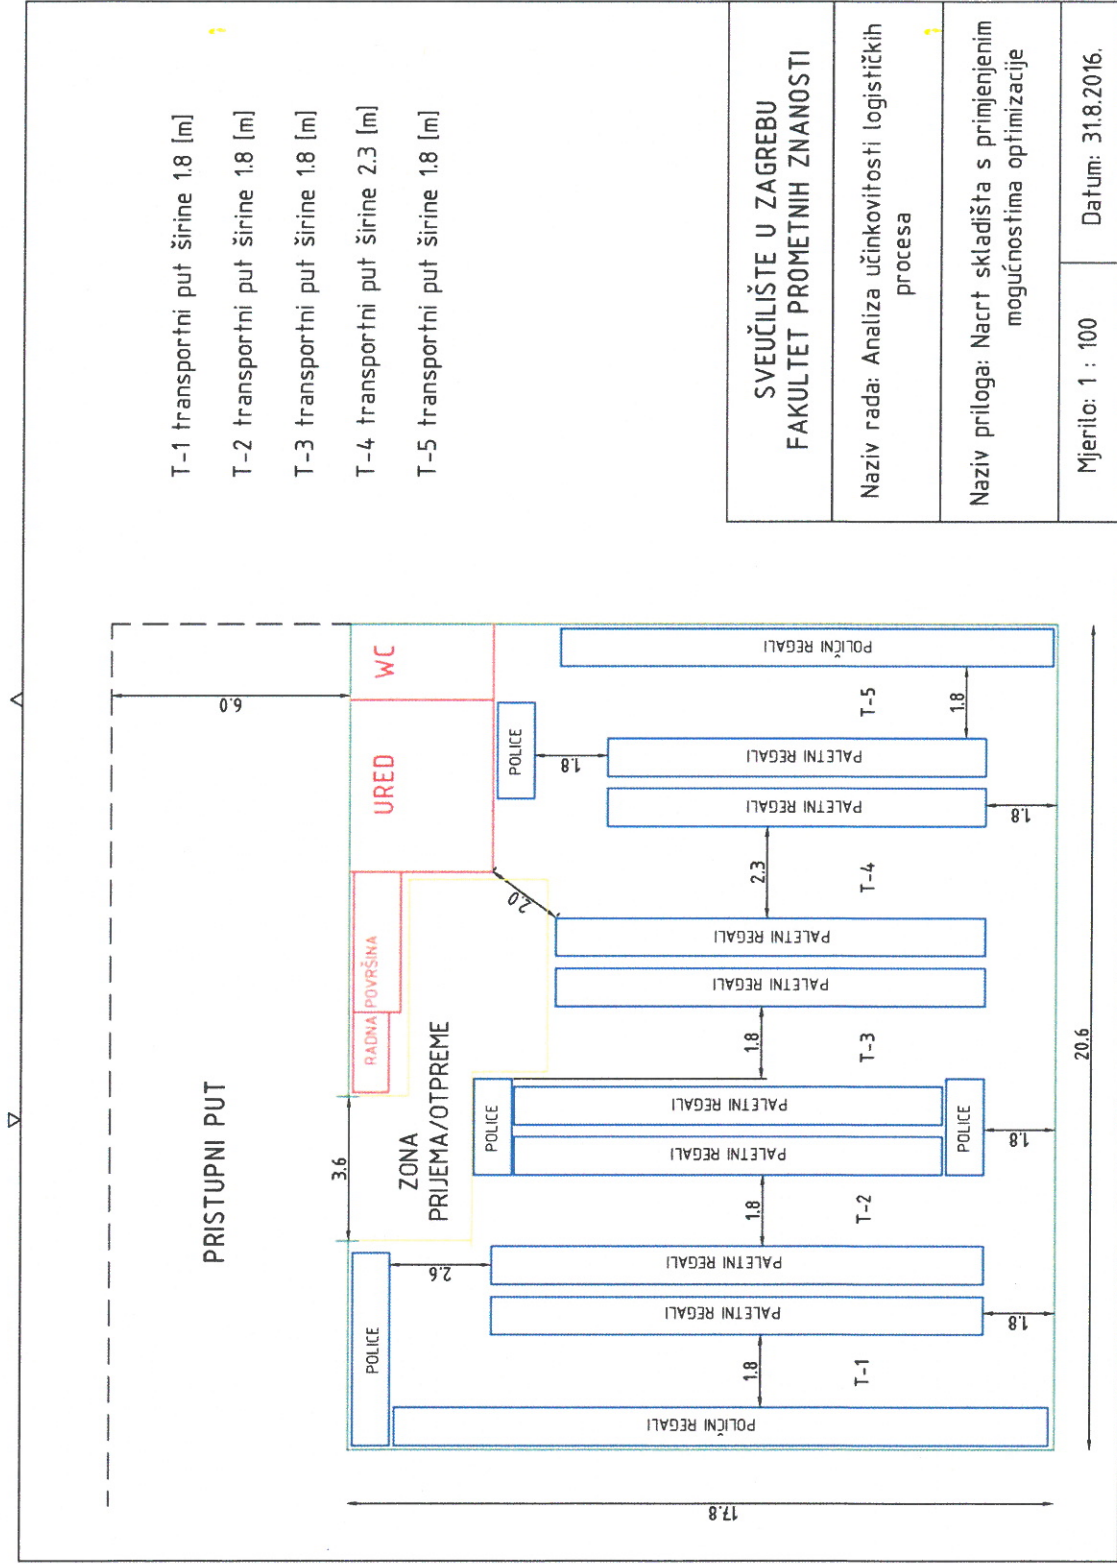 PRISTUPNI PUT
6.0
3.6
RADNA POVRŠINA
URED
WC
ZONA
PRIJEMA/OTPREME
POLICE
2.6
POLICE
2.0
POLICE
1.8
POLIČNI REGALI
PALETNI REGALI
PALETNI REGALI
PALETNI REGALI
PALETNI REGALI
PALETNI REGALI
PALETNI REGALI
PALETNI REGALI
PALETNI REGALI
POLIČNI REGALI
1.8
1.8
1.8
2.3
1.8
T-1
T-2
T-3
T-4
T-5
POLICE
1.8
1.8
1.8
17.8
20.6
T-1 transportni put širine 1.8 [m]
T-2 transportni put širine 1.8 [m]
T-3 transportni put širine 1.8 [m]
T-4 transportni put širine 2.3 [m]
T-5 transportni put širine 1.8 [m]
SVEUČILIŠTE U ZAGREBU
FAKULTET PROMETNIH ZNANOSTI
Naziv rada: Analiza učinkovitosti logističkih
procesa
Naziv priloga: Nacrt skladišta s primjenjenim
mogućnostima optimizacije
Mjerilo: 1 : 100
Datum: 31.8.2016.